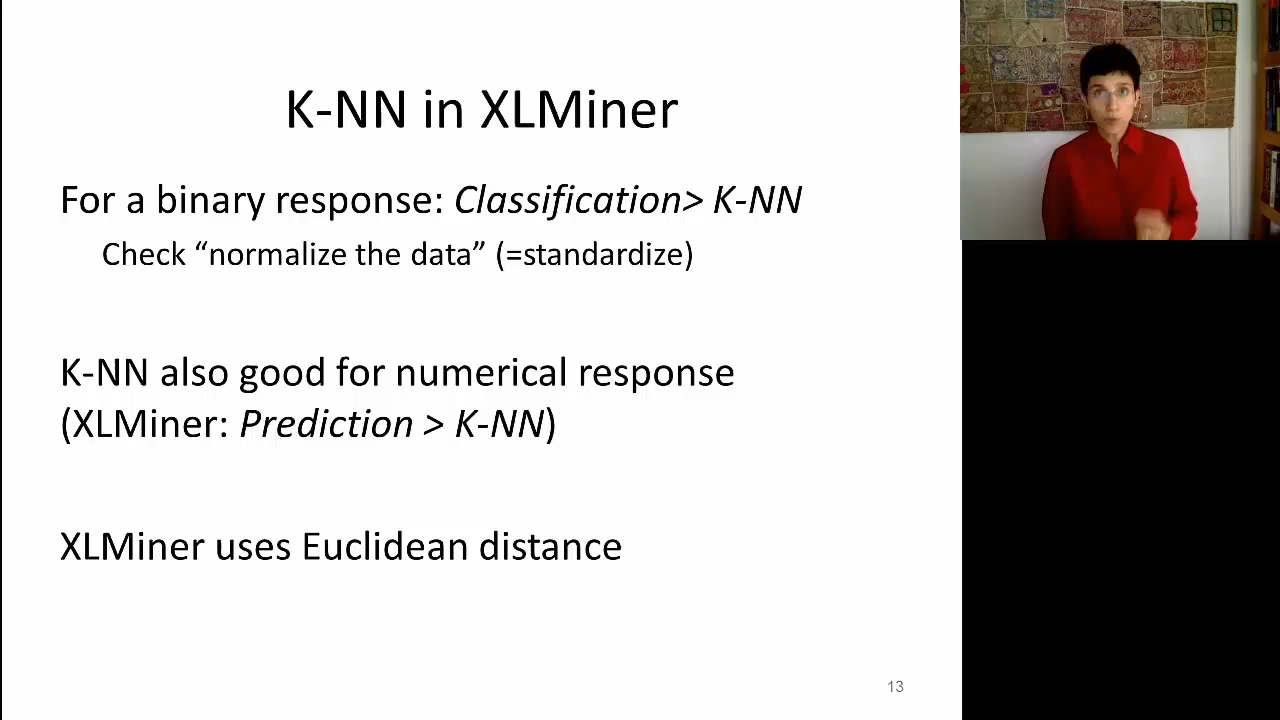 K-NN in XLMiner
For a binary response: Classification> K-NN
Check “normalize the data” (=standardize)
K-NN also good for numerical response
(XLMiner: Prediction > K-NN)
XLMiner uses Euclidean distance
13